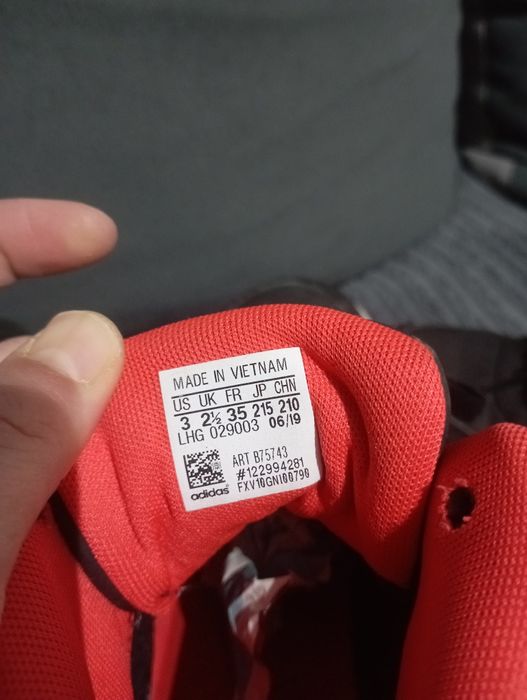 MADE IN VIETNAM
US UK FR JP CHN
3 2½ 35 215 210
LHG 029003 06/19
ART B75743
#122994281
FXV10GNI00790
adidas